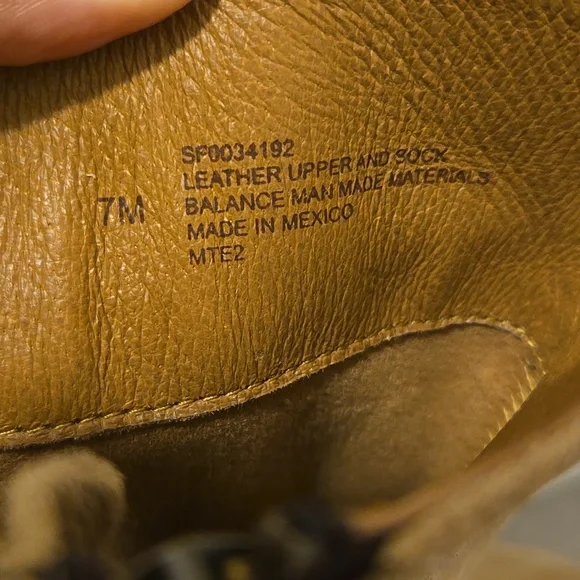 SF0034192
LEATHER UPPER AND SOCK
7M BALANCE MAN MADE MATERIALS
MADE IN MEXICO
MTE2